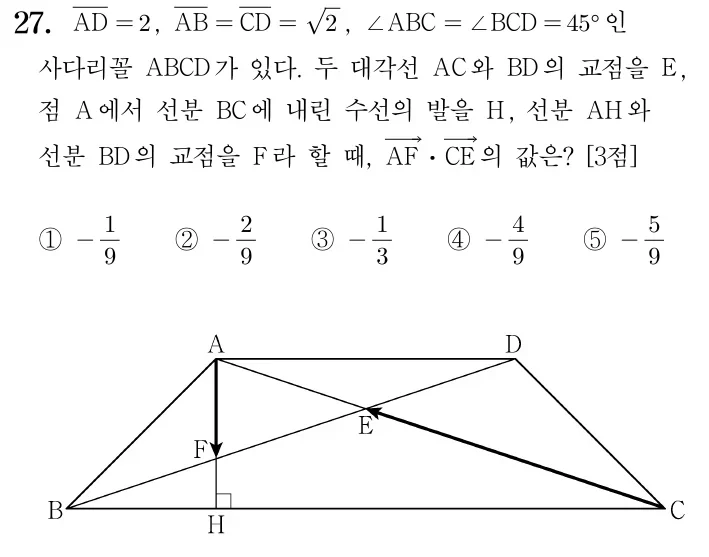 27. AD = 2, AB = CD = √2, ∠ABC = ∠BCD = 45°인
사다리꼴 ABCD가 있다. 두 대각선 AC와 BD의 교점을 E,
점 A에서 선분 BC에 내린 수선의 발을 H, 선분 AH와
선분 BD의 교점을 F라 할 때, AF • CE의 값은? [3점]
① -1/9 ② -2/9 ③ -1/3 ④ -4/9 ⑤ -5/9
A D
E
F
B C
H